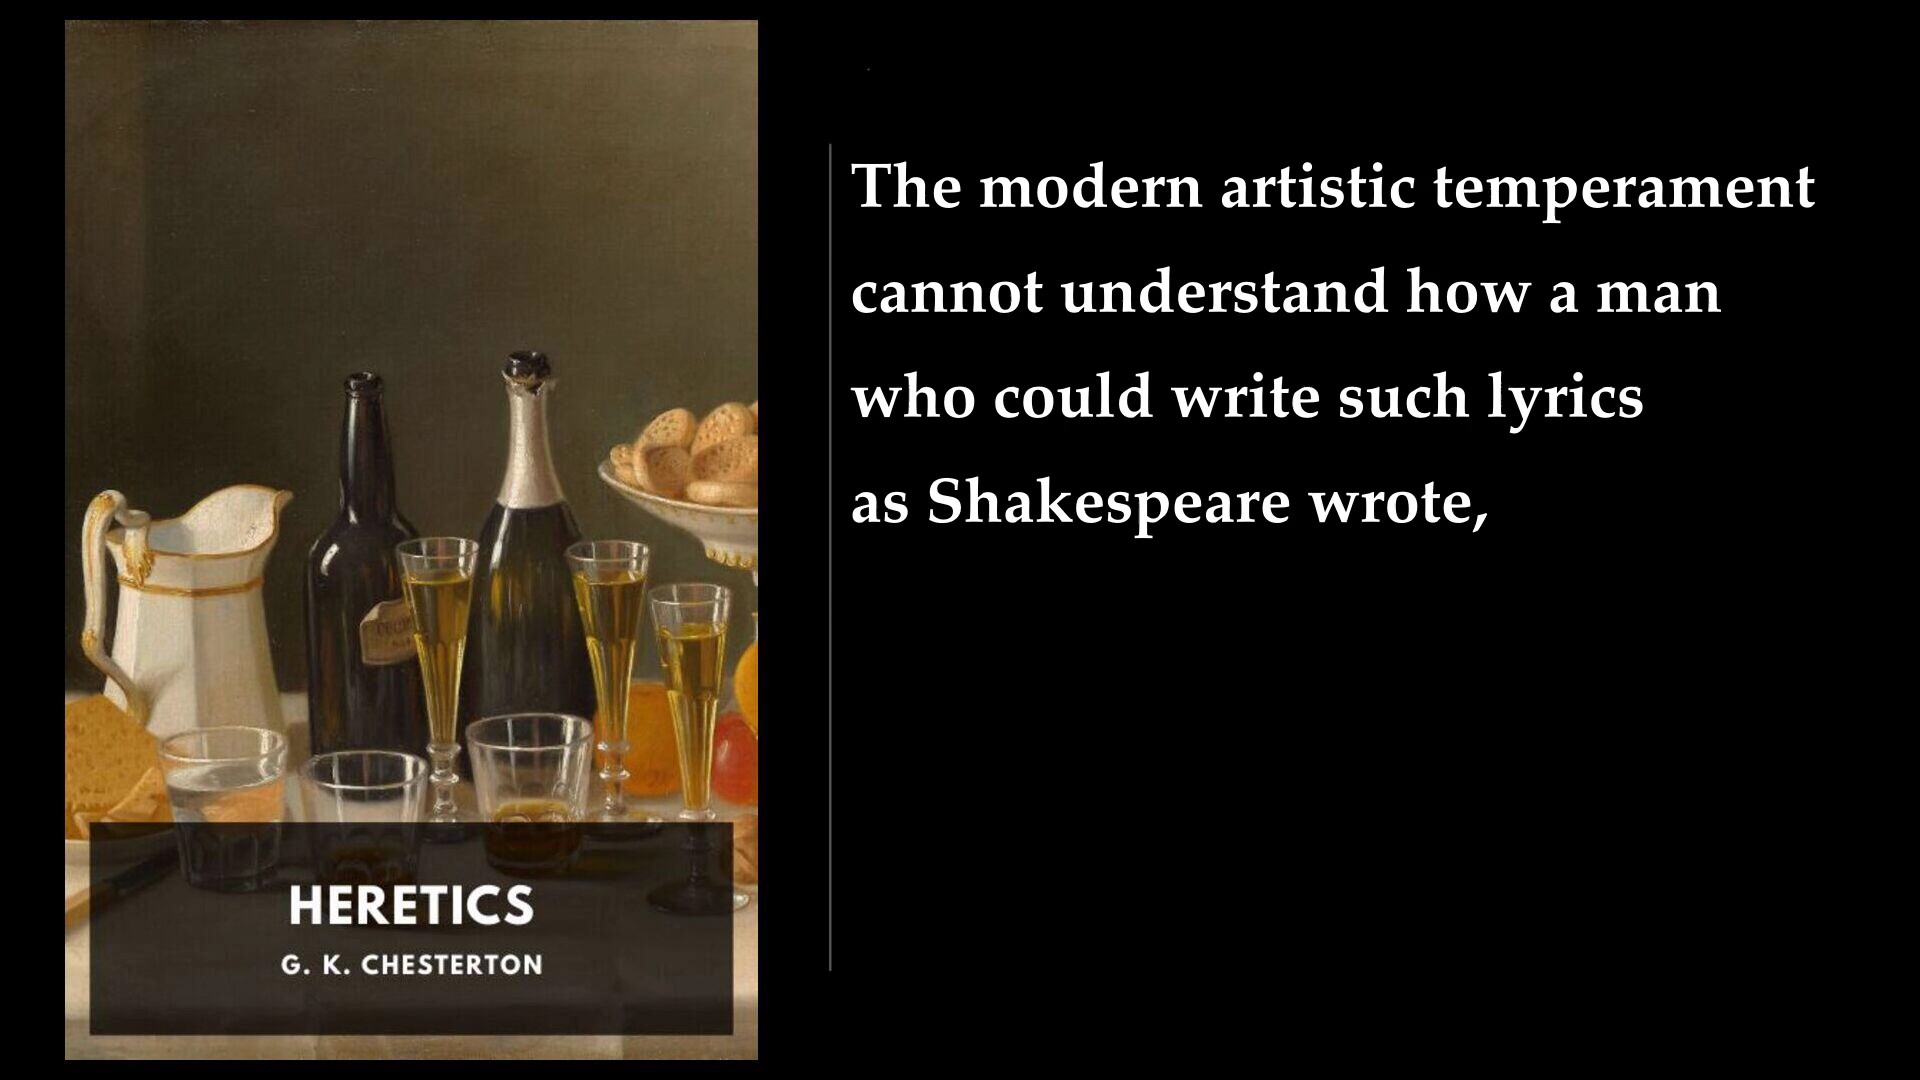 The modern artistic temperament
cannot understand how a man
who could write such lyrics
as Shakespeare wrote,
HERETICS
G. K. CHESTERTON